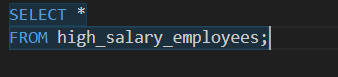 SELECT *
FROM high_salary_employees;